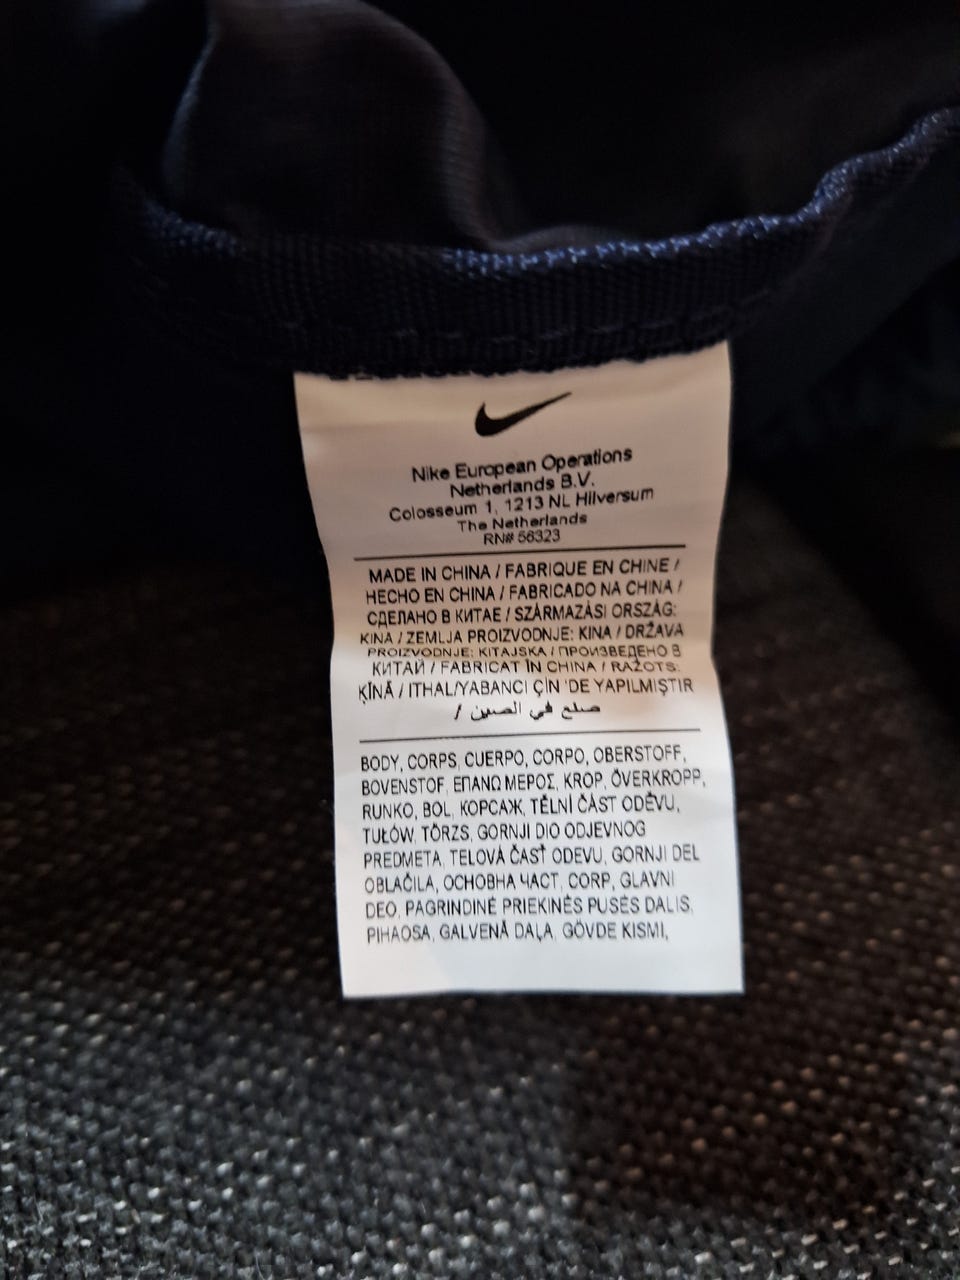 Nike European Operations
Netherlands B.V.
Colosseum 1, 1213 NL Hilversum
The Netherlands
RN# 56323
MADE IN CHINA / FABRIQUE EN CHINE /
HECHO EN CHINA / FABRICADO NA CHINA /
СДЕЛАНО В КИТАЕ / SZÁRMAZÁSI ORSZÁG:
KÍNA / ZEMLJA PROIZVODNJE: KINA / DRŽAVA
PROIZVODNJE: KITAJSKA / ПРОИЗВЕДЕНО В
КИТАЙ / FABRICAT ÎN CHINA / RAŽOTS:
ĶĪNĀ / ITHAL/YABANCI ÇİN 'DE YAPILMIŞTIR
/ صنع في الصين
BODY, CORPS, CUERPO, CORPO, OBERSTOFF,
BOVENSTOF, ΕΠΑΝΩ ΜΕΡΟΣ, KROP, ÖVERKROPP,
RUNKO, BOL, КОРСАЖ, TĚLNÍ ČÁST ODĚVU,
TUŁÓW, TÖRZS, GORNJI DIO ODJEVNOG
PREDMETA, TELOVÁ ČASŤ ODEVU, GORNJI DEL
OBLAČILA, ОСНОВНА ЧАСТ, CORP, GLAVNI
DEO, PAGRINDINĖ PRIEKINĖS PUSĖS DALIS,
PIHAOSA, GALVENĀ DAĻA, GÖVDE KISMI,